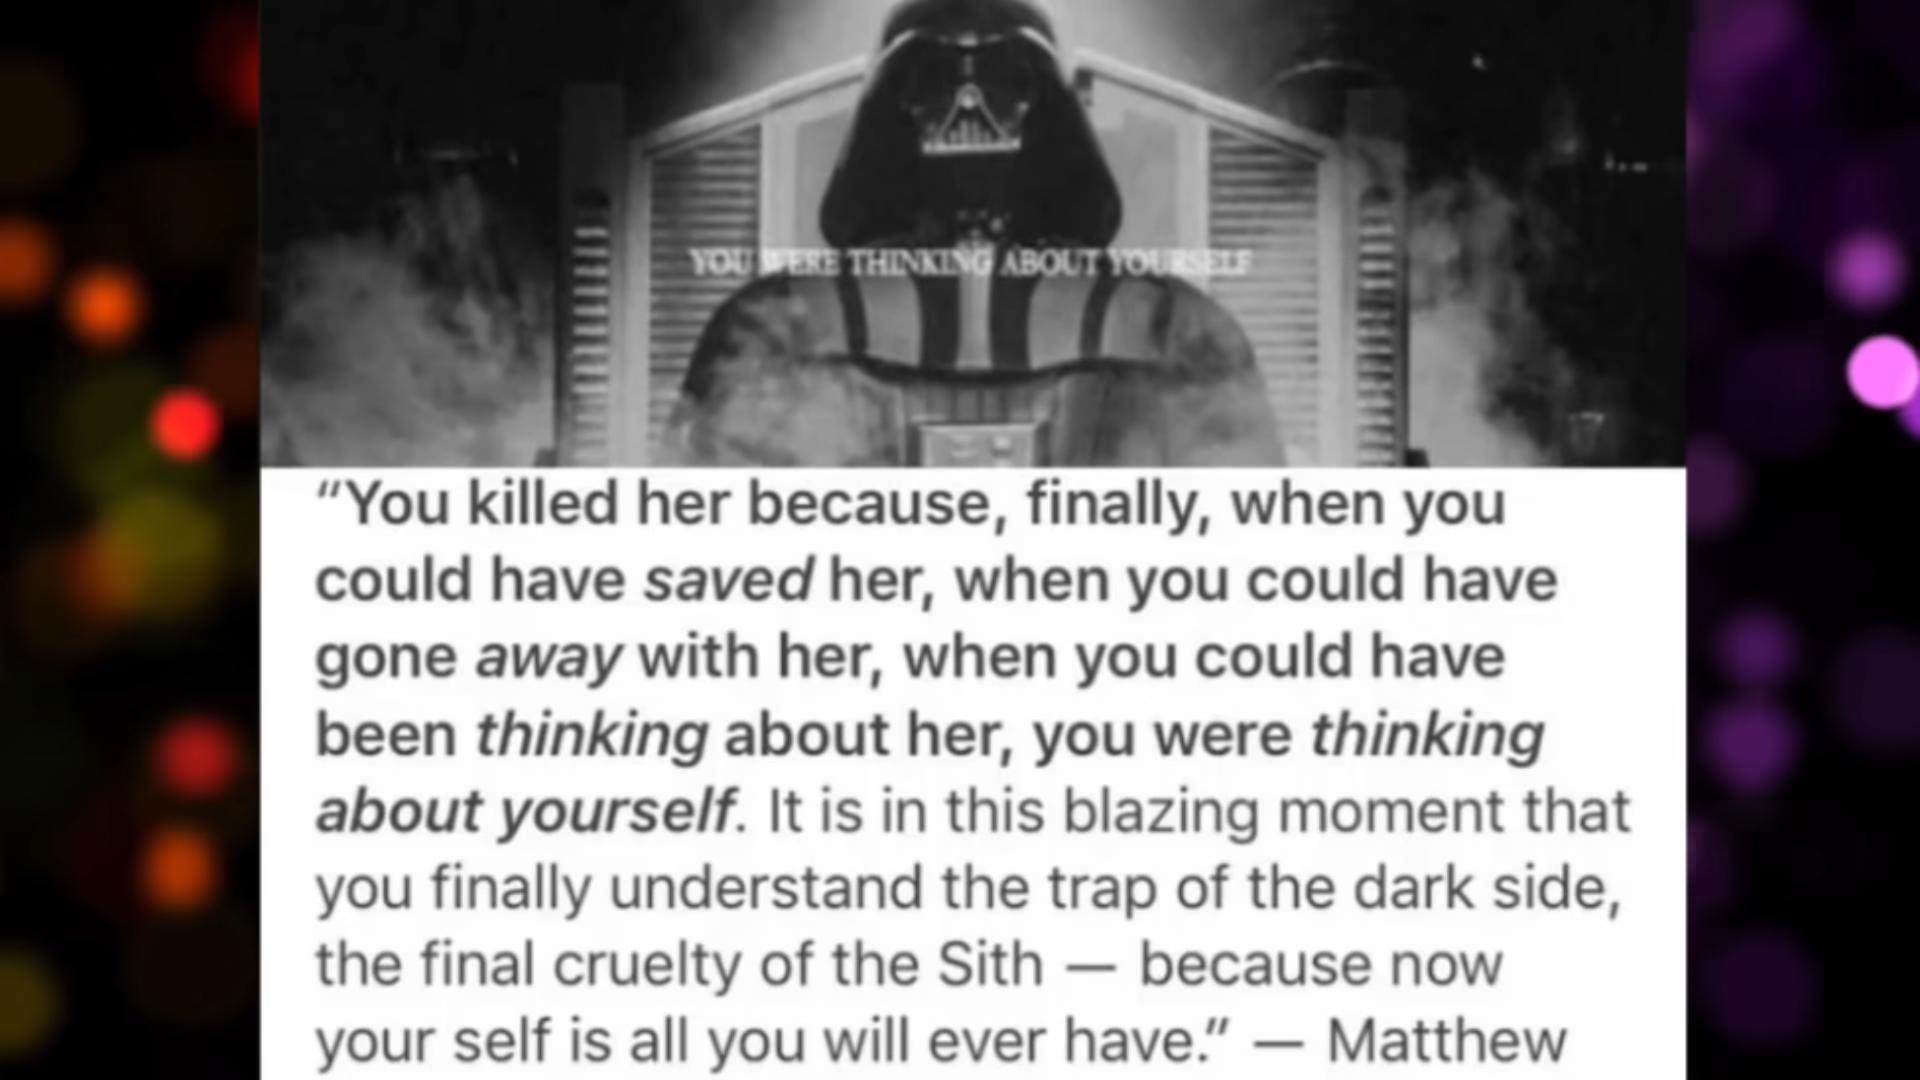 YOU WERE THINKING ABOUT YOURSELF
“You killed her because, finally, when you
could have saved her, when you could have
gone away with her, when you could have
been thinking about her, you were thinking
about yourself. It is in this blazing moment that
you finally understand the trap of the dark side,
the final cruelty of the Sith — because now
your self is all you will ever have.” — Matthew